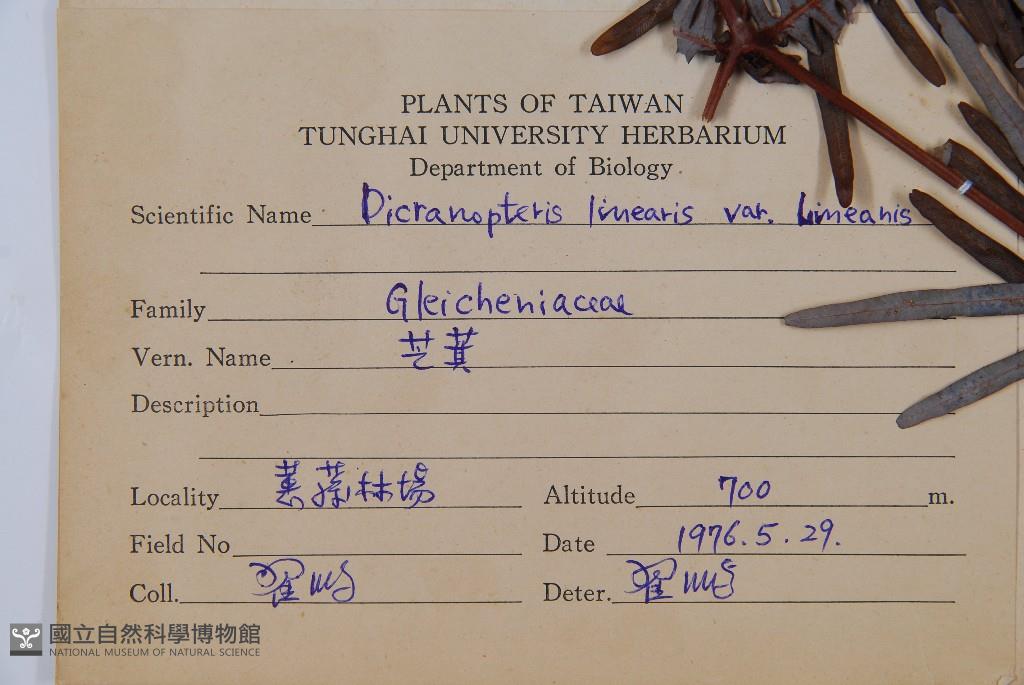 PLANTS OF TAIWAN
TUNGHAI UNIVERSITY HERBARIUM
Department of Biology
Scientific Name Dicranopteris linearis var. linearis
Family Gleicheniaceae
Vern. Name 芒萁
Description
Locality 蕙蓀林場 Altitude 700 m.
Field No Date 1976.5.29.
Coll. Deter.
國立自然科學博物館
NATIONAL MUSEUM OF NATURAL SCIENCE